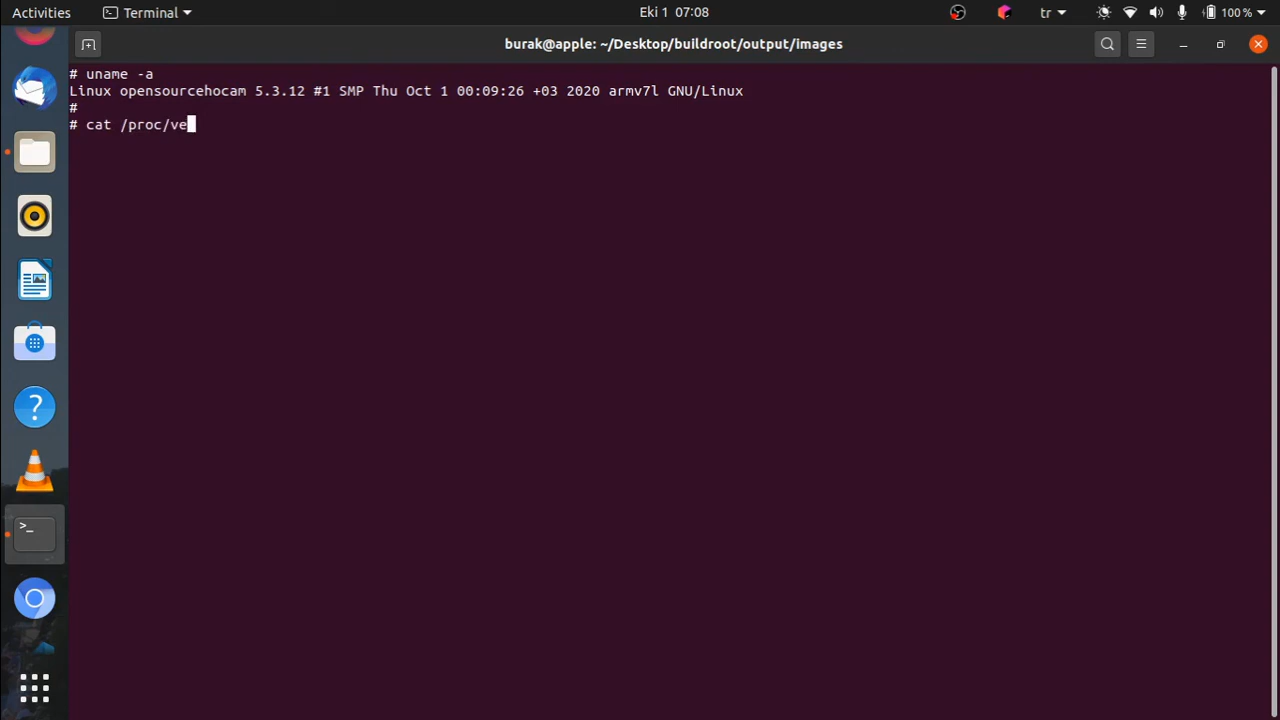 Activities
Terminal
Eki 1 07:08
tr
100 %
burak@apple: ~/Desktop/buildroot/output/images
# uname -a
Linux opensourcehocam 5.3.12 #1 SMP Thu Oct 1 00:09:26 +03 2020 armv7l GNU/Linux
#
# cat /proc/ve